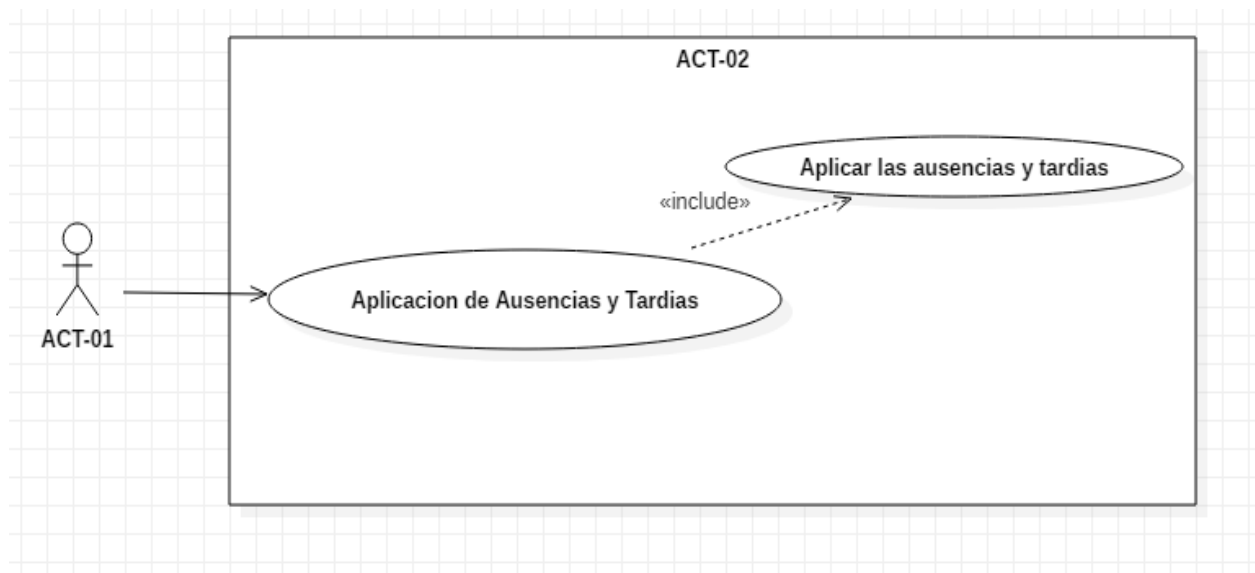 ACT-02
Aplicar las ausencias y tardias
«include»
Aplicacion de Ausencias y Tardias
ACT-01